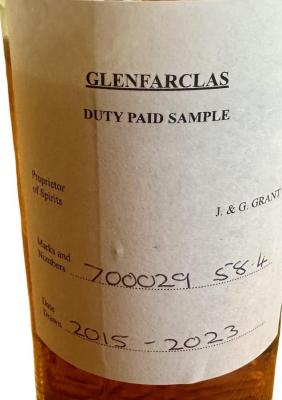 GLENFARCLAS
DUTY PAID SAMPLE
Proprietor
of Spirits
J. & G. GRANT
Marks and
Numbers 700029 58.4
Date
Drawn 2015 - 2023